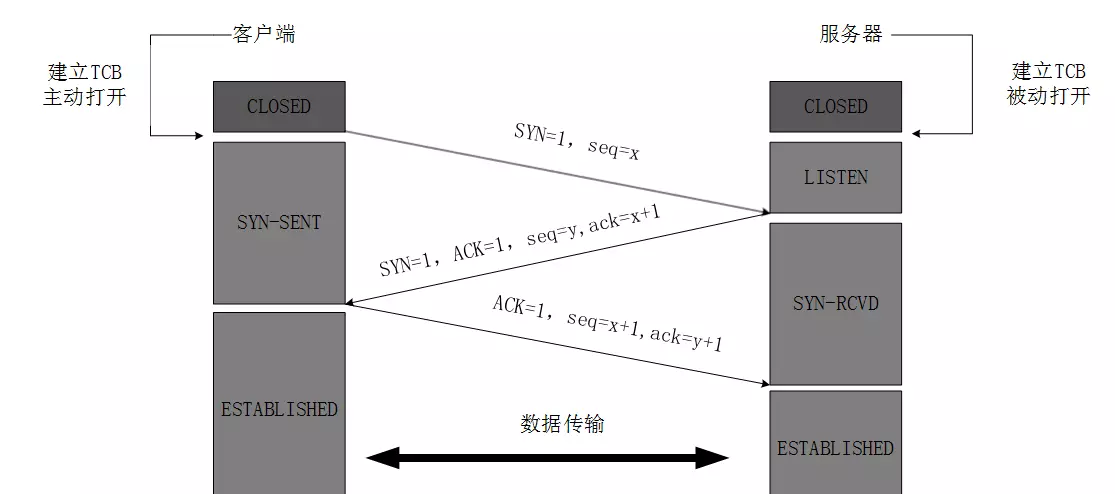 客户端
服务器
建立TCB
主动打开
建立TCB
被动打开
CLOSED
CLOSED
SYN=1, seq=x
LISTEN
SYN-SENT
SYN=1, ACK=1, seq=y,ack=x+1
SYN-RCVD
ACK=1, seq=x+1,ack=y+1
ESTABLISHED
数据传输
ESTABLISHED